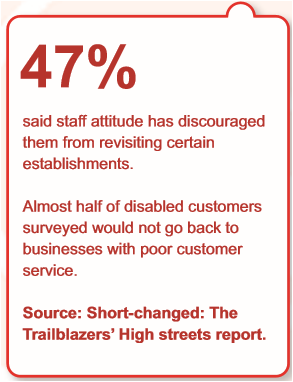 47%
said staff attitude has discouraged
them from revisiting certain
establishments.
Almost half of disabled customers
surveyed would not go back to
businesses with poor customer
service.
Source: Short-changed: The
Trailblazers’ High streets report.